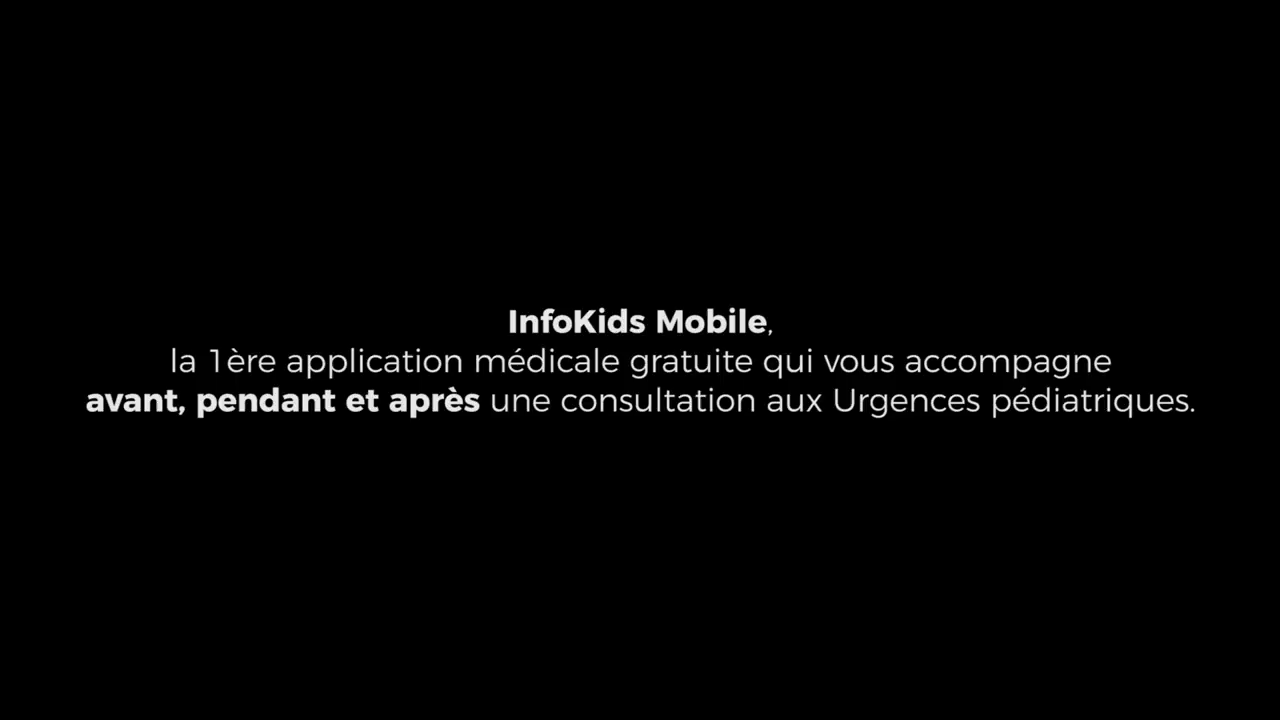 InfoKids Mobile,
la 1ère application médicale gratuite qui vous accompagne
avant, pendant et après une consultation aux Urgences pédiatriques.